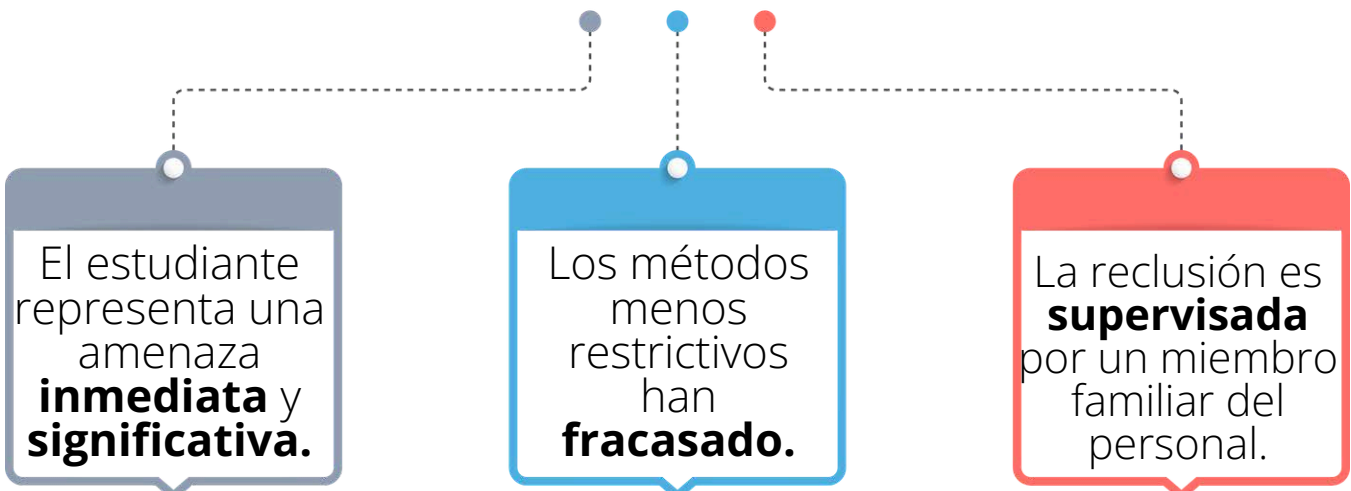 El estudiante
representa una
amenaza
inmediata y
significativa.
Los métodos
menos
restrictivos
han
fracasado.
La reclusión es
supervisada
por un miembro
familiar del
personal.